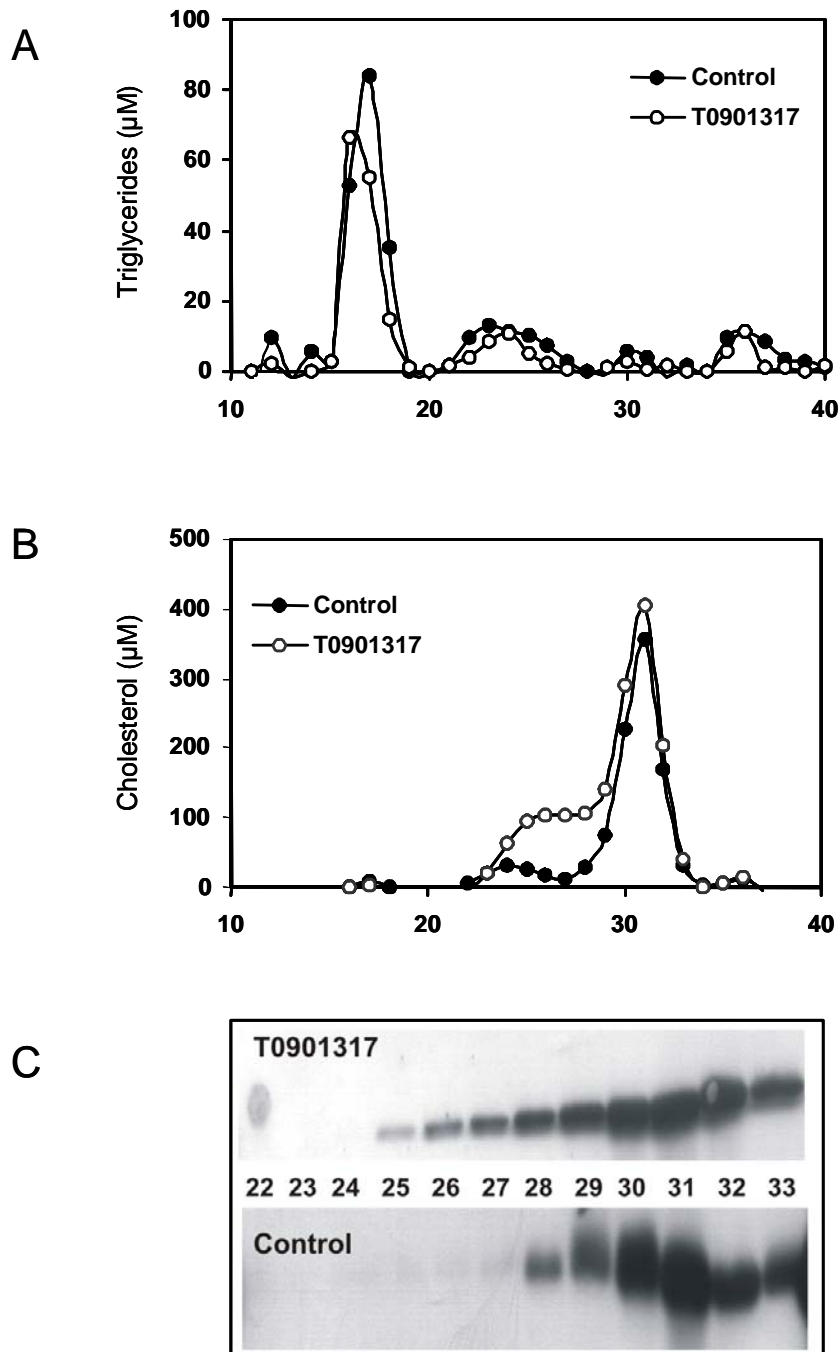 A
Triglycerides (µM)
100
80
60
40
20
0
Control
T0901317
10 20 30 40
B
Cholesterol (µM)
500
400
300
200
100
0
Control
T0901317
10 20 30 40
C
T0901317
22 23 24 25 26 27 28 29 30 31 32 33
Control